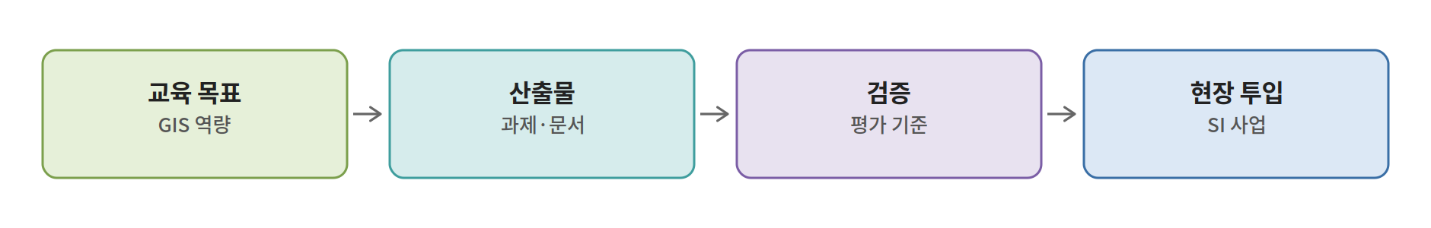 교육 목표
GIS 역량
산출물
과제·문서
검증
평가 기준
현장 투입
SI 사업